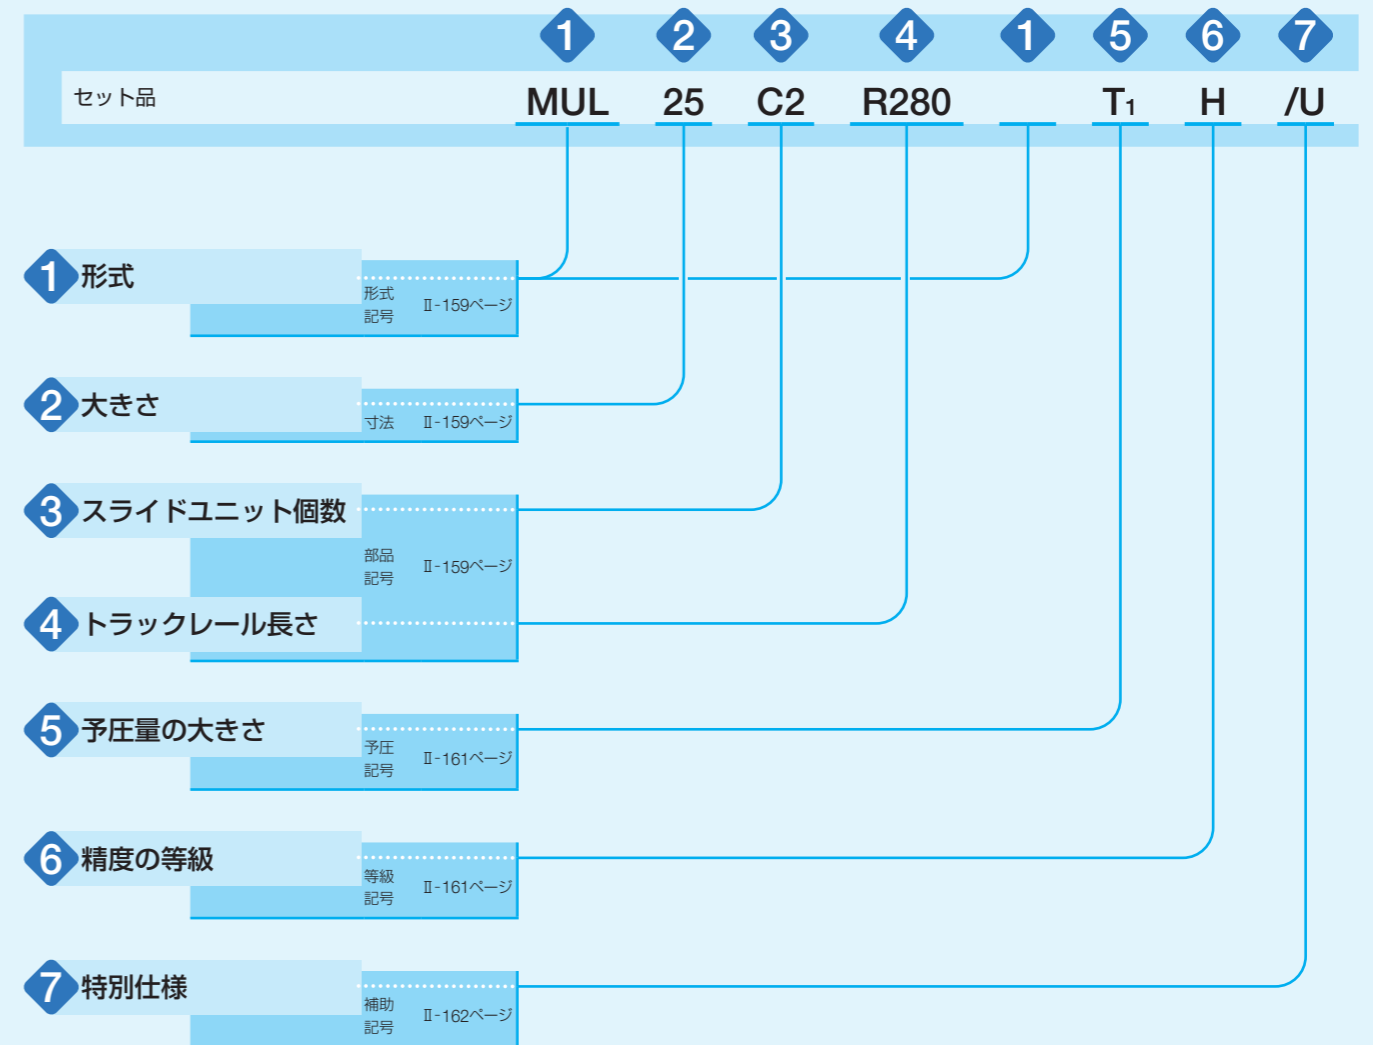 1 2 3 4 1 5 6 7
セット品 MUL 25 C2 R280 T1 H /U
1 形式
形式
記号 Ⅱ-159ページ
2 大きさ
寸法 Ⅱ-159ページ
3 スライドユニット個数
部品
記号 Ⅱ-159ページ
4 トラックレール長さ
5 予圧量の大きさ
予圧
記号 Ⅱ-161ページ
6 精度の等級
等級
記号 Ⅱ-161ページ
7 特別仕様
補助
記号 Ⅱ-162ページ